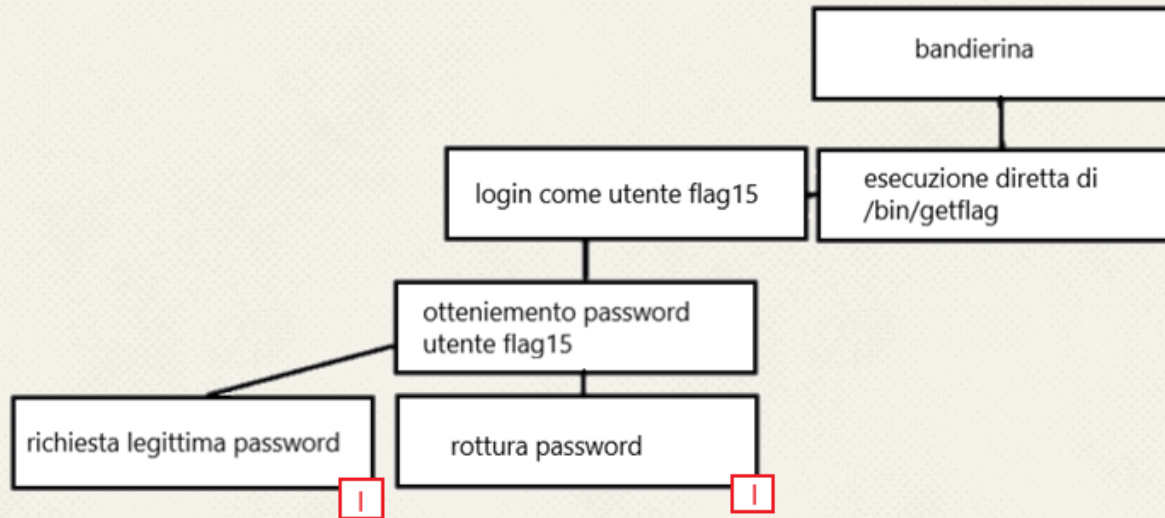 bandierina
login come utente flag15
esecuzione diretta di
/bin/getflag
otteniemento password
utente flag15
richiesta legittima password
rottura password
I
I